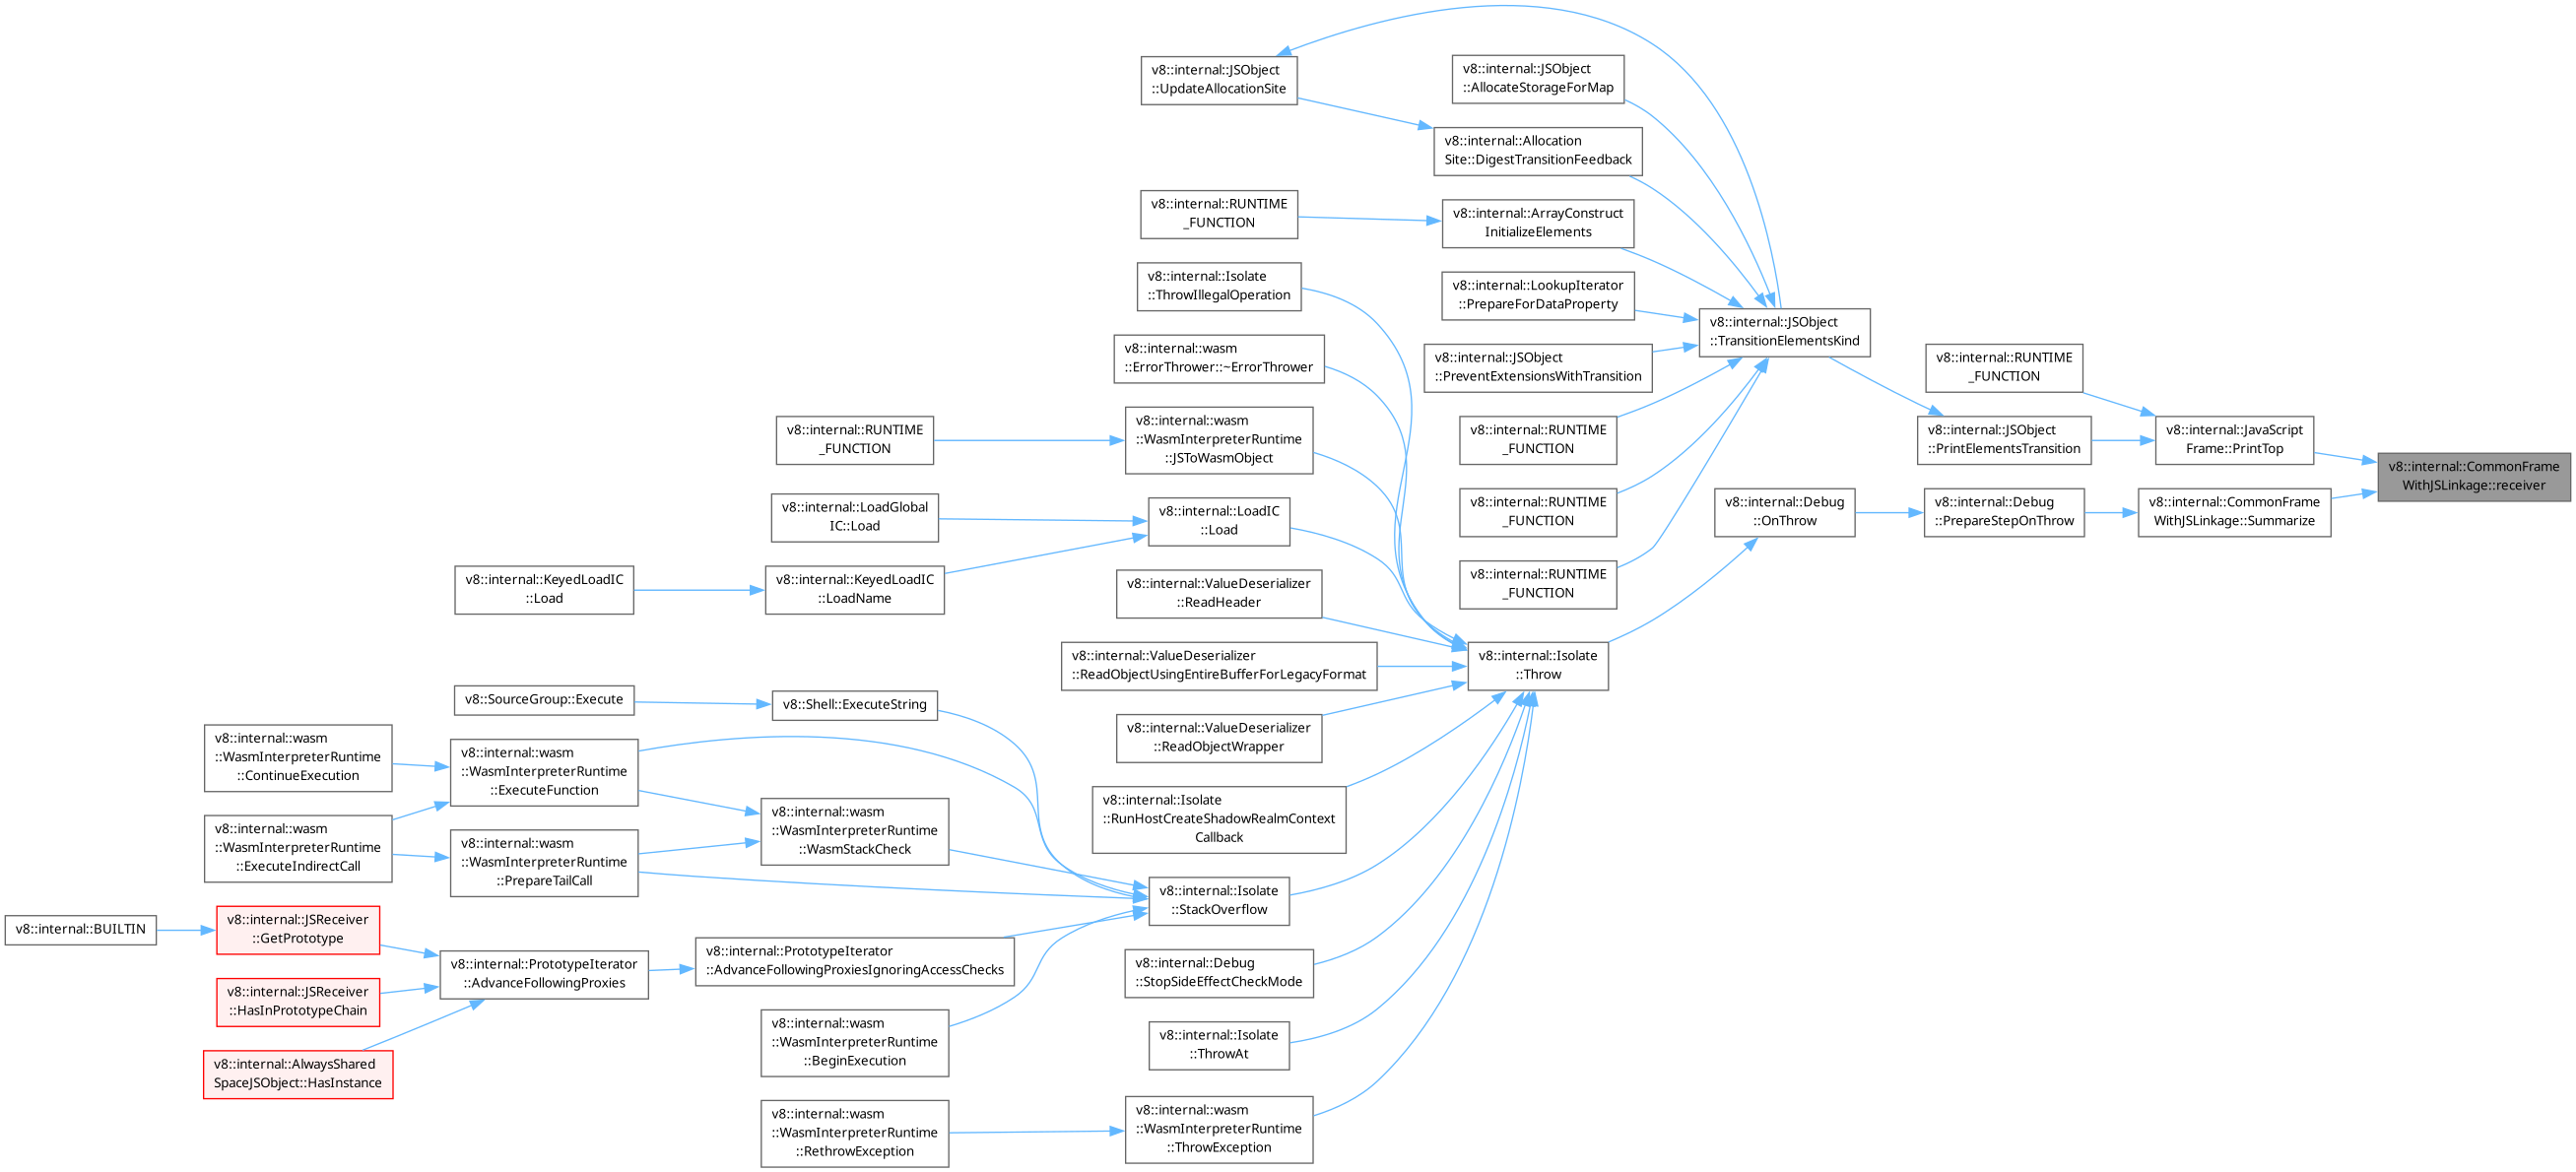 v8::internal::JSObject
::UpdateAllocationSite
v8::internal::JSObject
::AllocateStorageForMap
v8::internal::Allocation
Site::DigestTransitionFeedback
v8::internal::RUNTIME
_FUNCTION
v8::internal::ArrayConstruct
InitializeElements
v8::internal::Isolate
::ThrowIllegalOperation
v8::internal::LookupIterator
::PrepareForDataProperty
v8::internal::JSObject
::TransitionElementsKind
v8::internal::wasm
::ErrorThrower::~ErrorThrower
v8::internal::JSObject
::PreventExtensionsWithTransition
v8::internal::RUNTIME
_FUNCTION
v8::internal::RUNTIME
_FUNCTION
v8::internal::wasm
::WasmInterpreterRuntime
::JSToWasmObject
v8::internal::RUNTIME
_FUNCTION
v8::internal::JSObject
::PrintElementsTransition
v8::internal::JavaScript
Frame::PrintTop
v8::internal::CommonFrame
WithJSLinkage::receiver
v8::internal::LoadGlobal
IC::Load
v8::internal::LoadIC
::Load
v8::internal::RUNTIME
_FUNCTION
v8::internal::Debug
::OnThrow
v8::internal::Debug
::PrepareStepOnThrow
v8::internal::CommonFrame
WithJSLinkage::Summarize
v8::internal::KeyedLoadIC
::Load
v8::internal::KeyedLoadIC
::LoadName
v8::internal::ValueDeserializer
::ReadHeader
v8::internal::RUNTIME
_FUNCTION
v8::internal::ValueDeserializer
::ReadObjectUsingEntireBufferForLegacyFormat
v8::internal::Isolate
::Throw
v8::SourceGroup::Execute
v8::Shell::ExecuteString
v8::internal::ValueDeserializer
::ReadObjectWrapper
v8::internal::wasm
::WasmInterpreterRuntime
::ContinueExecution
v8::internal::wasm
::WasmInterpreterRuntime
::ExecuteFunction
v8::internal::Isolate
::RunHostCreateShadowRealmContext
Callback
v8::internal::wasm
::WasmInterpreterRuntime
::ExecuteIndirectCall
v8::internal::wasm
::WasmInterpreterRuntime
::PrepareTailCall
v8::internal::wasm
::WasmInterpreterRuntime
::WasmStackCheck
v8::internal::Isolate
::StackOverflow
v8::internal::BUILTIN
v8::internal::JSReceiver
::GetPrototype
v8::internal::PrototypeIterator
::AdvanceFollowingProxies
v8::internal::PrototypeIterator
::AdvanceFollowingProxiesIgnoringAccessChecks
v8::internal::Debug
::StopSideEffectCheckMode
v8::internal::JSReceiver
::HasInPrototypeChain
v8::internal::wasm
::WasmInterpreterRuntime
::BeginExecution
v8::internal::Isolate
::ThrowAt
v8::internal::AlwaysShared
SpaceJSObject::HasInstance
v8::internal::wasm
::WasmInterpreterRuntime
::RethrowException
v8::internal::wasm
::WasmInterpreterRuntime
::ThrowException